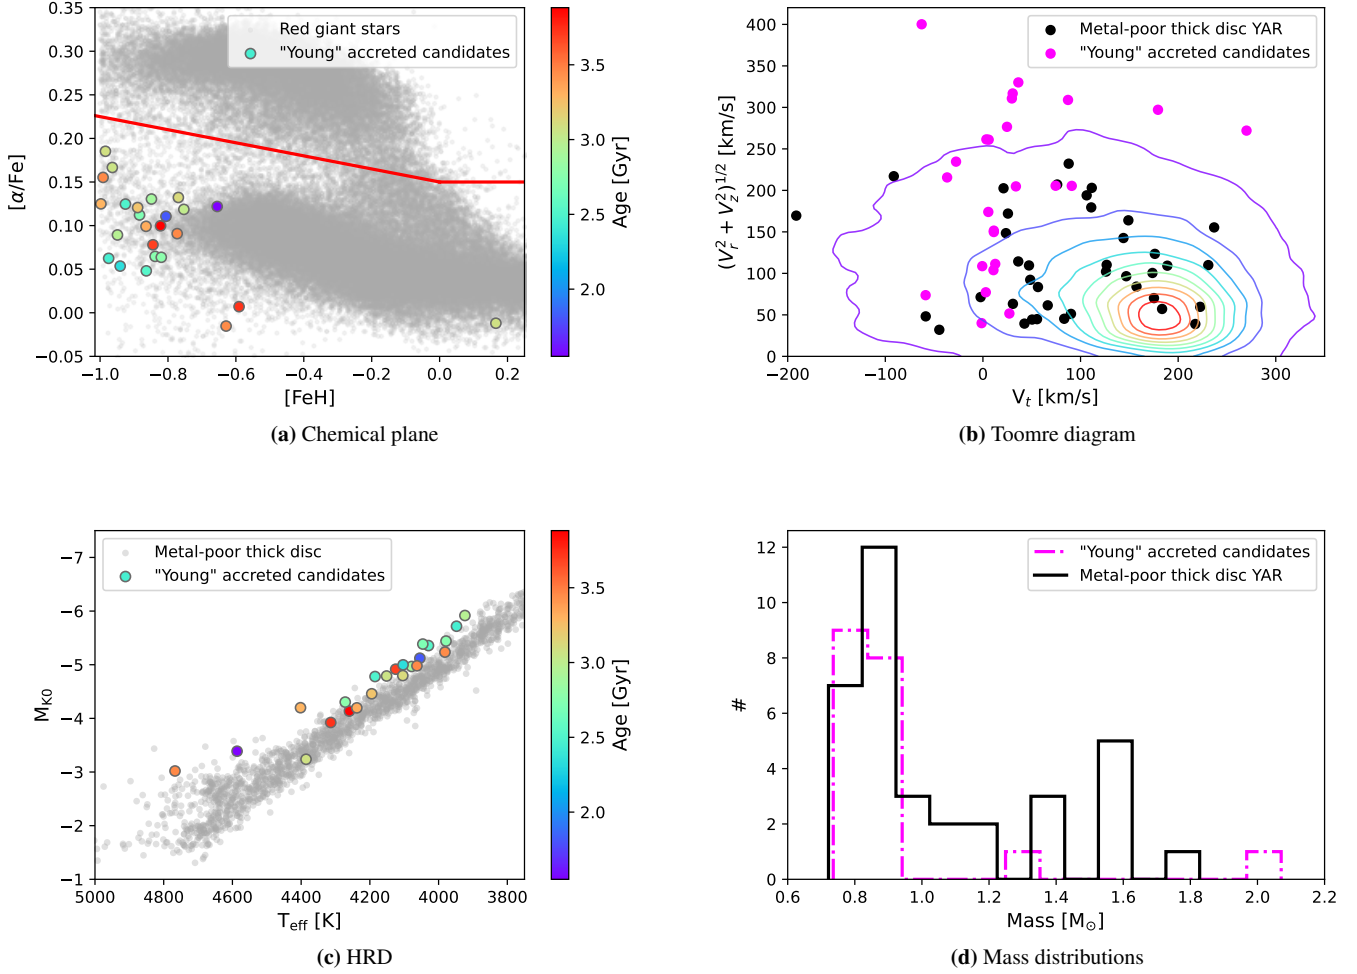 0.35
0.30
0.25
0.20
0.15
0.10
0.05
0.00
−0.05
[α/Fe]
Red giant stars
"Young" accreted candidates
−1.0 −0.8 −0.6 −0.4 −0.2 0.0 0.2
[FeH]
3.5
3.0
2.5
2.0
Age [Gyr]
(a) Chemical plane
400
350
300
250
200
150
100
50
0
(V_r^2 + V_z^2)^{1/2} [km/s]
Metal-poor thick disc YAR
"Young" accreted candidates
−200 −100 0 100 200 300
V_t [km/s]
(b) Toomre diagram
−7
−6
−5
−4
−3
−2
−1
M_{K0}
Metal-poor thick disc
"Young" accreted candidates
5000 4800 4600 4400 4200 4000 3800
T_{eff} [K]
3.5
3.0
2.5
2.0
Age [Gyr]
(c) HRD
12
10
8
6
4
2
0
#
"Young" accreted candidates
Metal-poor thick disc YAR
0.6 0.8 1.0 1.2 1.4 1.6 1.8 2.0 2.2
Mass [M_☉]
(d) Mass distributions